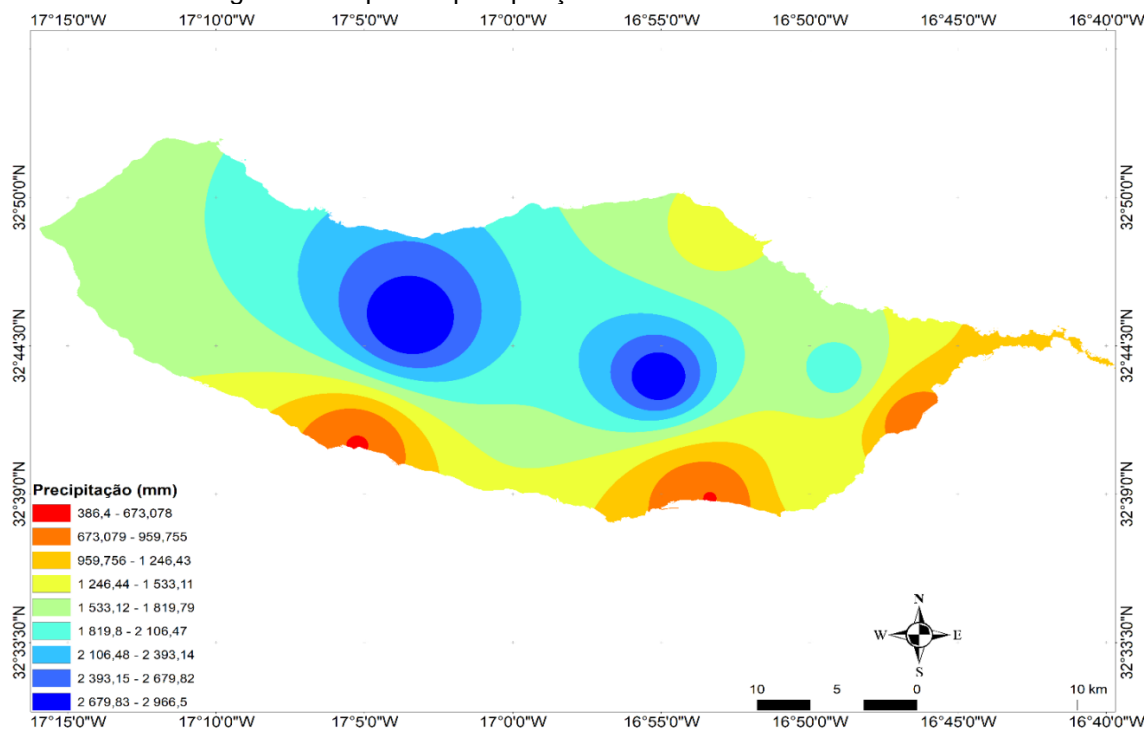 17°15'0"W 17°10'0"W 17°5'0"W 17°0'0"W 16°55'0"W 16°50'0"W 16°45'0"W 16°40'0"W
32°50'0"N 32°50'0"N
32°44'30"N 32°44'30"N
32°39'0"N 32°39'0"N
32°33'30"N 32°33'30"N
Precipitação (mm)
386,4 - 673,078
673,079 - 959,755
959,756 - 1 246,43
1 246,44 - 1 533,11
1 533,12 - 1 819,79
1 819,8 - 2 106,47
2 106,48 - 2 393,14
2 393,15 - 2 679,82
2 679,83 - 2 966,5
N
W E
S
10 5 0 10 km
17°15'0"W 17°10'0"W 17°5'0"W 17°0'0"W 16°55'0"W 16°50'0"W 16°45'0"W 16°40'0"W